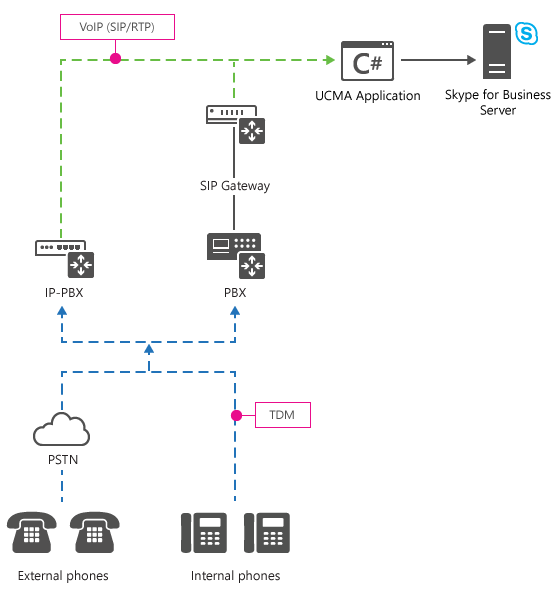 VoIP (SIP/RTP)
C#
UCMA Application
S
Skype for Business
Server
SIP Gateway
IP-PBX
PBX
TDM
PSTN
External phones
Internal phones